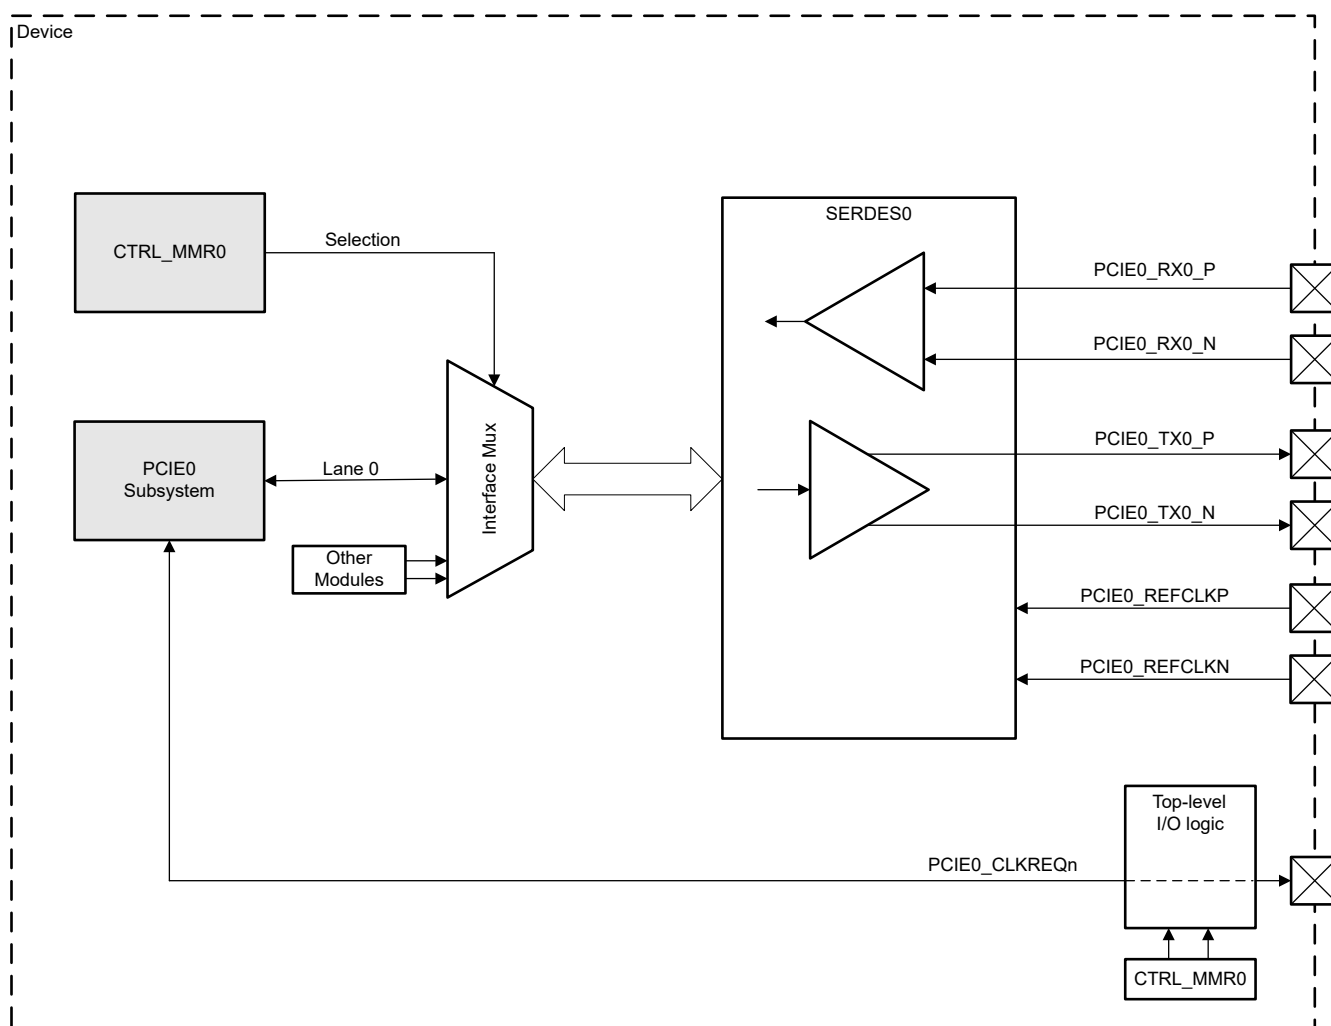 Device
CTRL_MMR0
Selection
SERDES0
PCIE0_RX0_P
PCIE0_RX0_N
PCIE0
Subsystem
Lane 0
Interface Mux
PCIE0_TX0_P
PCIE0_TX0_N
Other
Modules
PCIE0_REFCLKP
PCIE0_REFCLKN
Top-level
I/O logic
PCIE0_CLKREQn
CTRL_MMR0